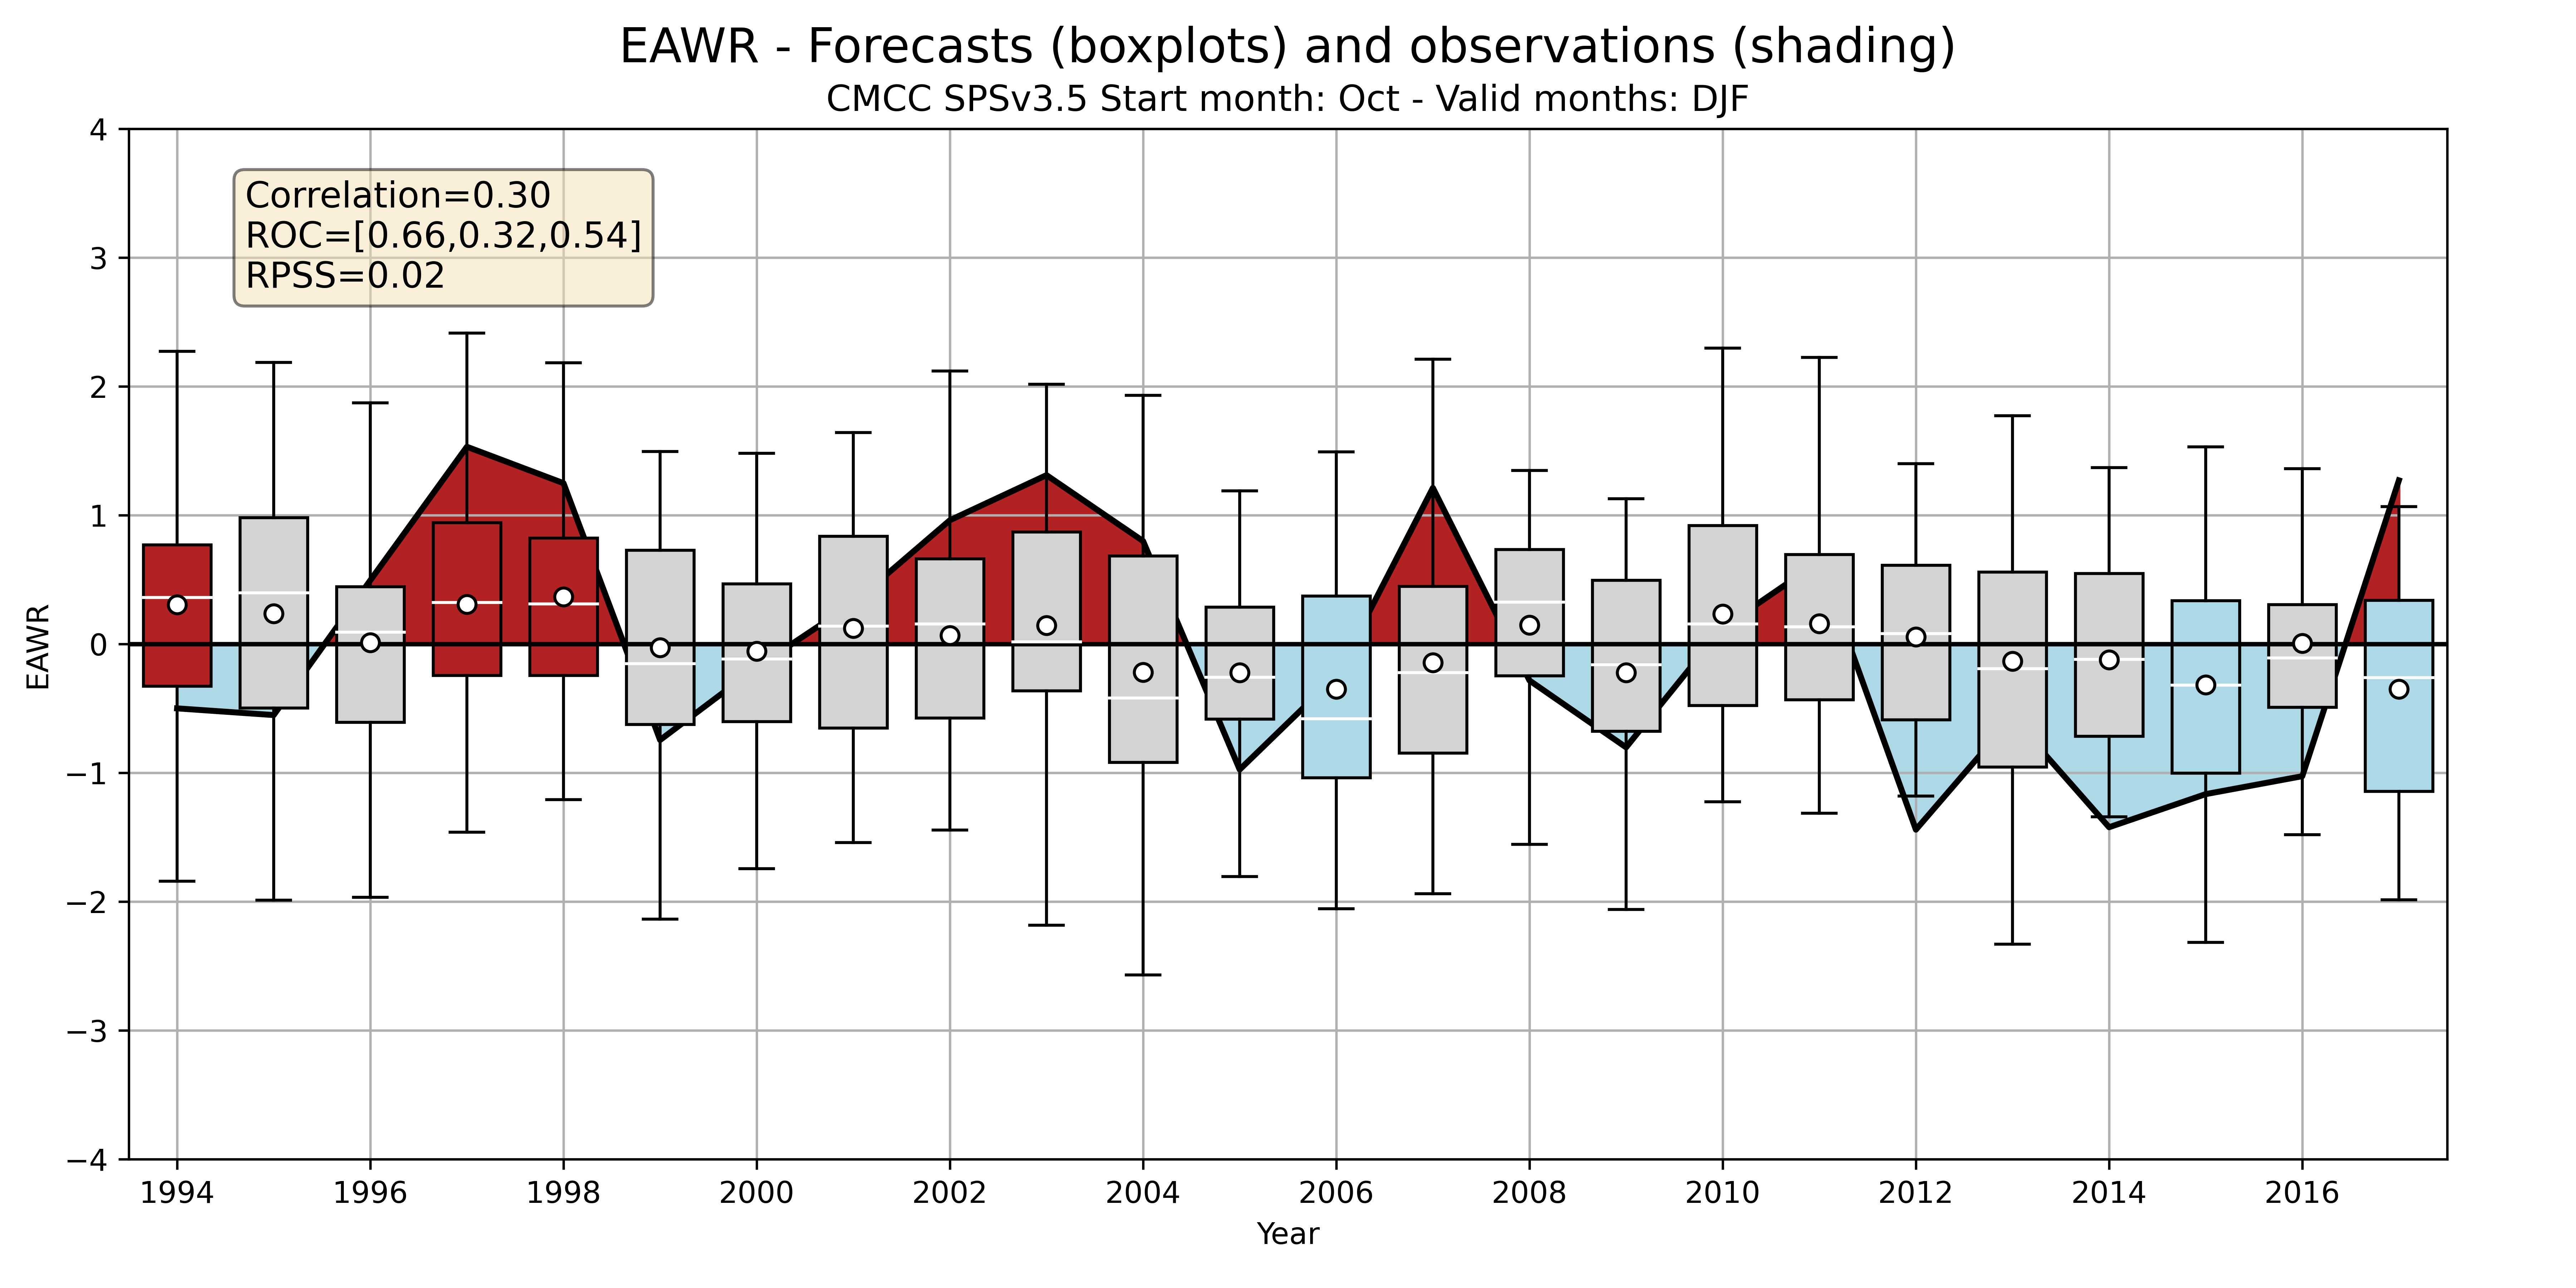 EAWR - Forecasts (boxplots) and observations (shading)
CMCC SPSv3.5 Start month: Oct - Valid months: DJF
Correlation=0.30
ROC=[0.66,0.32,0.54]
RPSS=0.02
EAWR
4
3
2
1
0
−1
−2
−3
−4
1994 1996 1998 2000 2002 2004 2006 2008 2010 2012 2014 2016
Year